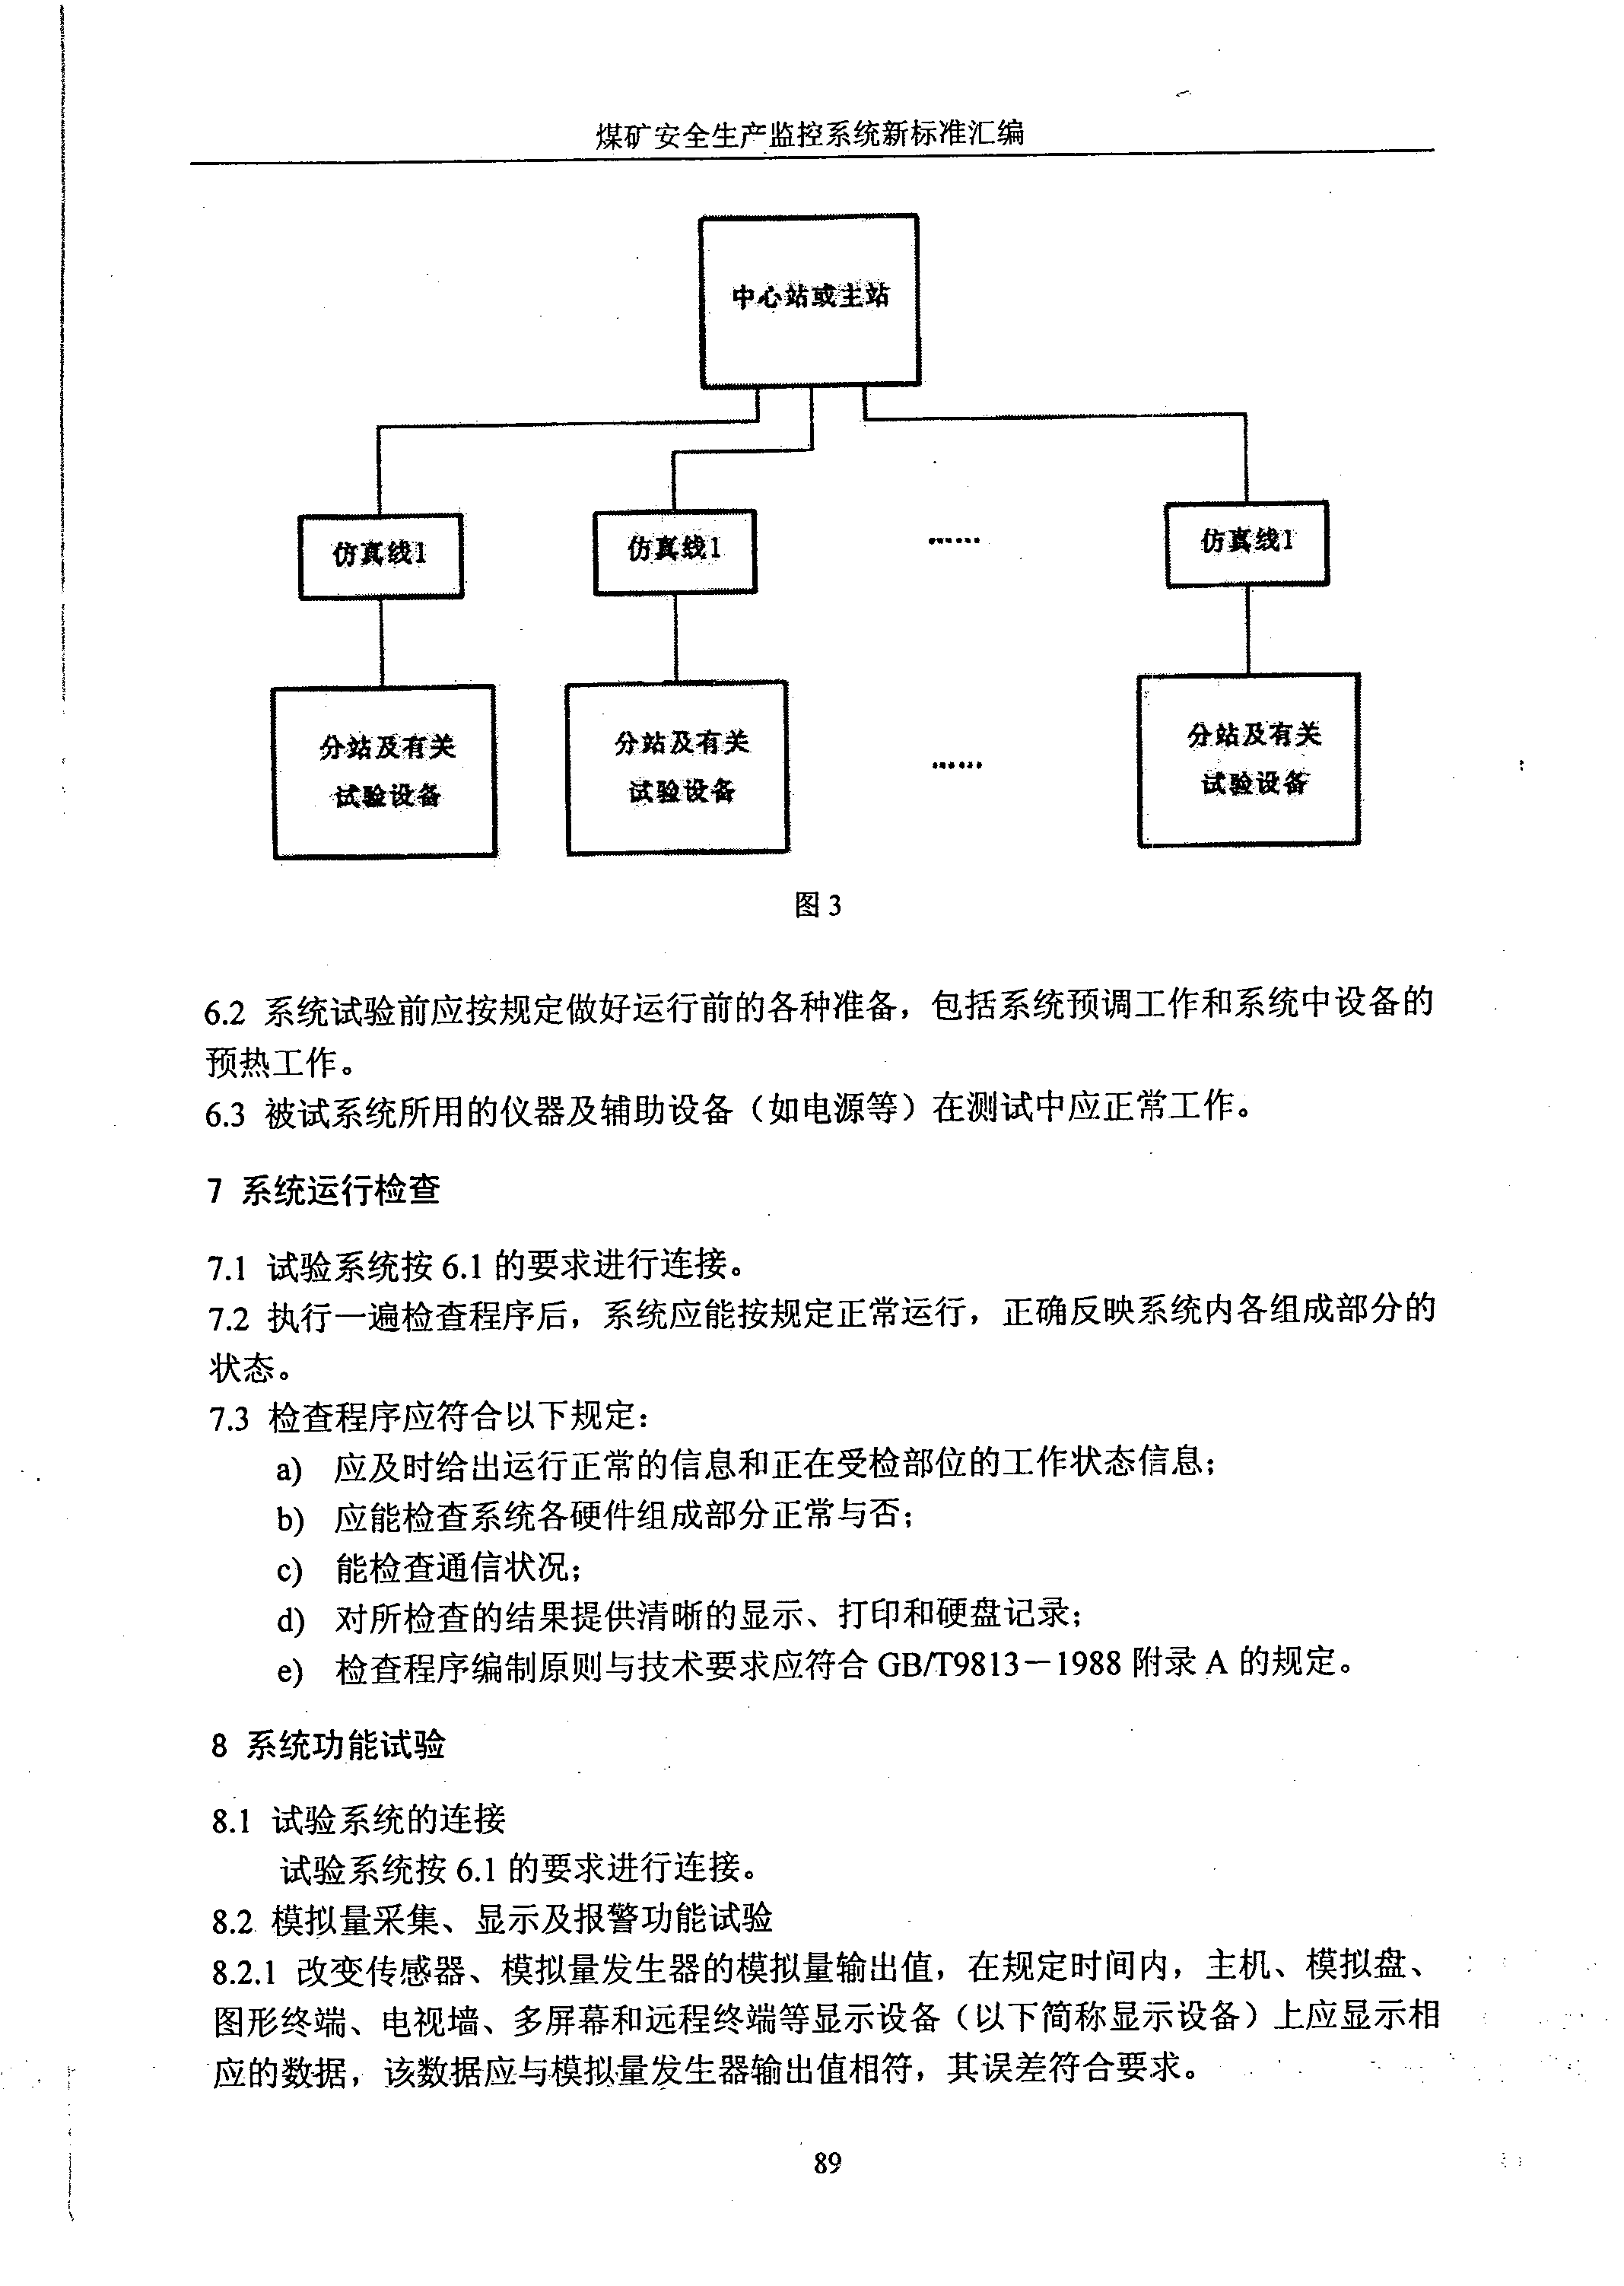 煤矿安全生产监控系统新标准汇编
中心站或主站
仿真线1
仿真线1
……
仿真线1
分站及有关
试验设备
分站及有关
试验设备
……
分站及有关
试验设备
图 3
6.2 系统试验前应按规定做好运行前的各种准备，包括系统预调工作和系统中设备的
预热工作。
6.3 被试系统所用的仪器及辅助设备（如电源等）在测试中应正常工作。
7 系统运行检查
7.1 试验系统按 6.1 的要求进行连接。
7.2 执行一遍检查程序后，系统应能按规定正常运行，正确反映系统内各组成部分的
状态。
7.3 检查程序应符合以下规定：
a) 应及时给出运行正常的信息和正在受检部位的工作状态信息；
b) 应能检查系统各硬件组成部分正常与否；
c) 能检查通信状况；
d) 对所检查的结果提供清晰的显示、打印和硬盘记录；
e) 检查程序编制原则与技术要求应符合 GB/T9813－1988 附录 A 的规定。
8 系统功能试验
8.1 试验系统的连接
试验系统按 6.1 的要求进行连接。
8.2 模拟量采集、显示及报警功能试验
8.2.1 改变传感器、模拟量发生器的模拟量输出值，在规定时间内，主机、模拟盘、
图形终端、电视墙、多屏幕和远程终端等显示设备（以下简称显示设备）上应显示相
应的数据，该数据应与模拟量发生器输出值相符，其误差符合要求。
89